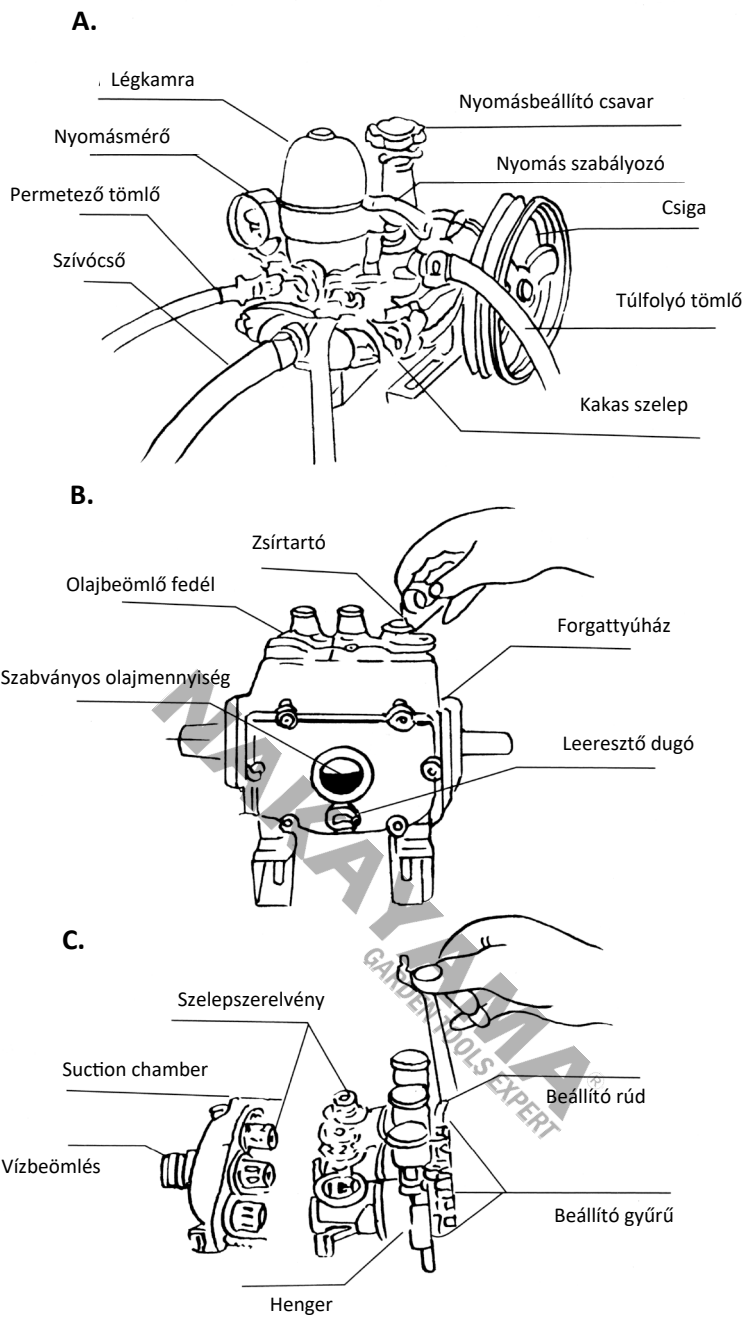 A.
Légkamra
Nyomásbeállító csavar
Nyomásmérő
Nyomás szabályozó
Permetező tömlő
Csiga
Szívócső
Túlfolyó tömlő
Kakas szelep
B.
Zsírtartó
Olajbeömlő fedél
Forgattyúház
Szabványos olajmennyiség
Leeresztő dugó
NAKAYAMA®
GARDEN TOOLS EXPERT
C.
Szelepszerelvény
Suction chamber
Beállító rúd
Vízbeömlés
Beállító gyűrű
Henger